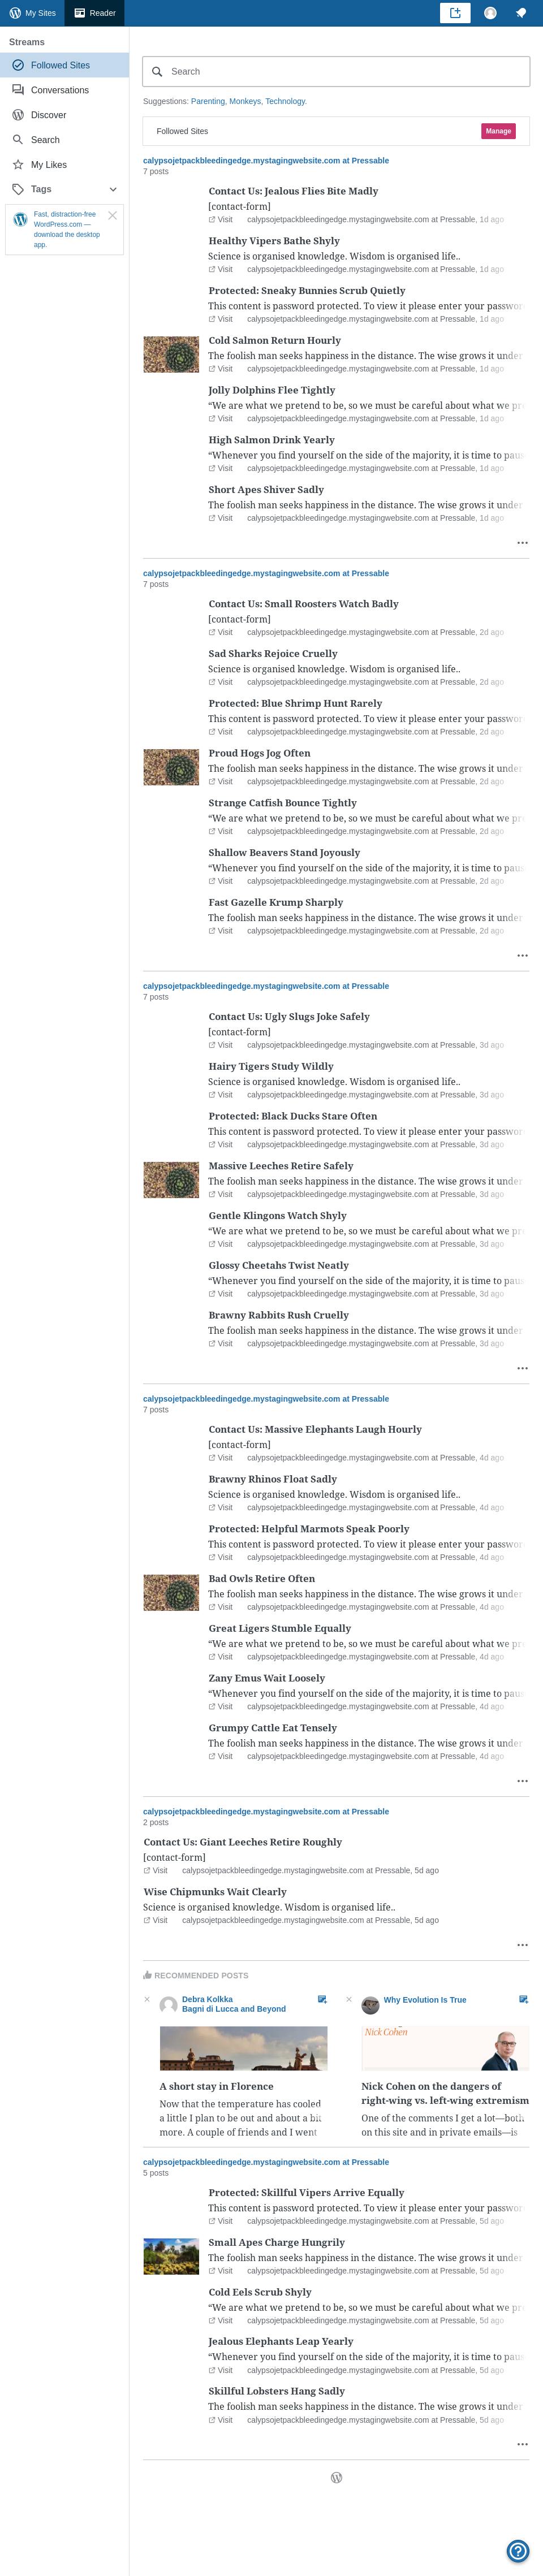 My Sites
Reader
Streams
Followed Sites
Conversations
Discover
Search
My Likes
Tags
Fast, distraction-free
WordPress.com —
download the desktop
app.
Search
Suggestions: Parenting, Monkeys, Technology.
Followed Sites
Manage
calypsojetpackbleedingedge.mystagingwebsite.com at Pressable
7 posts
Contact Us: Jealous Flies Bite Madly
[contact-form]
Visit calypsojetpackbleedingedge.mystagingwebsite.com at Pressable, 1d ago
Healthy Vipers Bathe Shyly
Science is organised knowledge. Wisdom is organised life..
Visit calypsojetpackbleedingedge.mystagingwebsite.com at Pressable, 1d ago
Protected: Sneaky Bunnies Scrub Quietly
This content is password protected. To view it please enter your password
Visit calypsojetpackbleedingedge.mystagingwebsite.com at Pressable, 1d ago
Cold Salmon Return Hourly
The foolish man seeks happiness in the distance. The wise grows it under
Visit calypsojetpackbleedingedge.mystagingwebsite.com at Pressable, 1d ago
Jolly Dolphins Flee Tightly
“We are what we pretend to be, so we must be careful about what we pre
Visit calypsojetpackbleedingedge.mystagingwebsite.com at Pressable, 1d ago
High Salmon Drink Yearly
“Whenever you find yourself on the side of the majority, it is time to paus
Visit calypsojetpackbleedingedge.mystagingwebsite.com at Pressable, 1d ago
Short Apes Shiver Sadly
The foolish man seeks happiness in the distance. The wise grows it under
Visit calypsojetpackbleedingedge.mystagingwebsite.com at Pressable, 1d ago
calypsojetpackbleedingedge.mystagingwebsite.com at Pressable
7 posts
Contact Us: Small Roosters Watch Badly
[contact-form]
Visit calypsojetpackbleedingedge.mystagingwebsite.com at Pressable, 2d ago
Sad Sharks Rejoice Cruelly
Science is organised knowledge. Wisdom is organised life..
Visit calypsojetpackbleedingedge.mystagingwebsite.com at Pressable, 2d ago
Protected: Blue Shrimp Hunt Rarely
This content is password protected. To view it please enter your password
Visit calypsojetpackbleedingedge.mystagingwebsite.com at Pressable, 2d ago
Proud Hogs Jog Often
The foolish man seeks happiness in the distance. The wise grows it under
Visit calypsojetpackbleedingedge.mystagingwebsite.com at Pressable, 2d ago
Strange Catfish Bounce Tightly
“We are what we pretend to be, so we must be careful about what we pre
Visit calypsojetpackbleedingedge.mystagingwebsite.com at Pressable, 2d ago
Shallow Beavers Stand Joyously
“Whenever you find yourself on the side of the majority, it is time to paus
Visit calypsojetpackbleedingedge.mystagingwebsite.com at Pressable, 2d ago
Fast Gazelle Krump Sharply
The foolish man seeks happiness in the distance. The wise grows it under
Visit calypsojetpackbleedingedge.mystagingwebsite.com at Pressable, 2d ago
calypsojetpackbleedingedge.mystagingwebsite.com at Pressable
7 posts
Contact Us: Ugly Slugs Joke Safely
[contact-form]
Visit calypsojetpackbleedingedge.mystagingwebsite.com at Pressable, 3d ago
Hairy Tigers Study Wildly
Science is organised knowledge. Wisdom is organised life..
Visit calypsojetpackbleedingedge.mystagingwebsite.com at Pressable, 3d ago
Protected: Black Ducks Stare Often
This content is password protected. To view it please enter your password
Visit calypsojetpackbleedingedge.mystagingwebsite.com at Pressable, 3d ago
Massive Leeches Retire Safely
The foolish man seeks happiness in the distance. The wise grows it under
Visit calypsojetpackbleedingedge.mystagingwebsite.com at Pressable, 3d ago
Gentle Klingons Watch Shyly
“We are what we pretend to be, so we must be careful about what we pre
Visit calypsojetpackbleedingedge.mystagingwebsite.com at Pressable, 3d ago
Glossy Cheetahs Twist Neatly
“Whenever you find yourself on the side of the majority, it is time to paus
Visit calypsojetpackbleedingedge.mystagingwebsite.com at Pressable, 3d ago
Brawny Rabbits Rush Cruelly
The foolish man seeks happiness in the distance. The wise grows it under
Visit calypsojetpackbleedingedge.mystagingwebsite.com at Pressable, 3d ago
calypsojetpackbleedingedge.mystagingwebsite.com at Pressable
7 posts
Contact Us: Massive Elephants Laugh Hourly
[contact-form]
Visit calypsojetpackbleedingedge.mystagingwebsite.com at Pressable, 4d ago
Brawny Rhinos Float Sadly
Science is organised knowledge. Wisdom is organised life..
Visit calypsojetpackbleedingedge.mystagingwebsite.com at Pressable, 4d ago
Protected: Helpful Marmots Speak Poorly
This content is password protected. To view it please enter your password
Visit calypsojetpackbleedingedge.mystagingwebsite.com at Pressable, 4d ago
Bad Owls Retire Often
The foolish man seeks happiness in the distance. The wise grows it under
Visit calypsojetpackbleedingedge.mystagingwebsite.com at Pressable, 4d ago
Great Ligers Stumble Equally
“We are what we pretend to be, so we must be careful about what we pre
Visit calypsojetpackbleedingedge.mystagingwebsite.com at Pressable, 4d ago
Zany Emus Wait Loosely
“Whenever you find yourself on the side of the majority, it is time to paus
Visit calypsojetpackbleedingedge.mystagingwebsite.com at Pressable, 4d ago
Grumpy Cattle Eat Tensely
The foolish man seeks happiness in the distance. The wise grows it under
Visit calypsojetpackbleedingedge.mystagingwebsite.com at Pressable, 4d ago
calypsojetpackbleedingedge.mystagingwebsite.com at Pressable
2 posts
Contact Us: Giant Leeches Retire Roughly
[contact-form]
Visit calypsojetpackbleedingedge.mystagingwebsite.com at Pressable, 5d ago
Wise Chipmunks Wait Clearly
Science is organised knowledge. Wisdom is organised life..
Visit calypsojetpackbleedingedge.mystagingwebsite.com at Pressable, 5d ago
RECOMMENDED POSTS
Debra Kolkka
Bagni di Lucca and Beyond
A short stay in Florence
Now that the temperature has cooled
a little I plan to be out and about a bit
more. A couple of friends and I went
Why Evolution Is True
Nick Cohen
Nick Cohen on the dangers of
right-wing vs. left-wing extremism
One of the comments I get a lot—both
on this site and in private emails—is
calypsojetpackbleedingedge.mystagingwebsite.com at Pressable
5 posts
Protected: Skillful Vipers Arrive Equally
This content is password protected. To view it please enter your password
Visit calypsojetpackbleedingedge.mystagingwebsite.com at Pressable, 5d ago
Small Apes Charge Hungrily
The foolish man seeks happiness in the distance. The wise grows it under
Visit calypsojetpackbleedingedge.mystagingwebsite.com at Pressable, 5d ago
Cold Eels Scrub Shyly
“We are what we pretend to be, so we must be careful about what we pre
Visit calypsojetpackbleedingedge.mystagingwebsite.com at Pressable, 5d ago
Jealous Elephants Leap Yearly
“Whenever you find yourself on the side of the majority, it is time to paus
Visit calypsojetpackbleedingedge.mystagingwebsite.com at Pressable, 5d ago
Skillful Lobsters Hang Sadly
The foolish man seeks happiness in the distance. The wise grows it under
Visit calypsojetpackbleedingedge.mystagingwebsite.com at Pressable, 5d ago